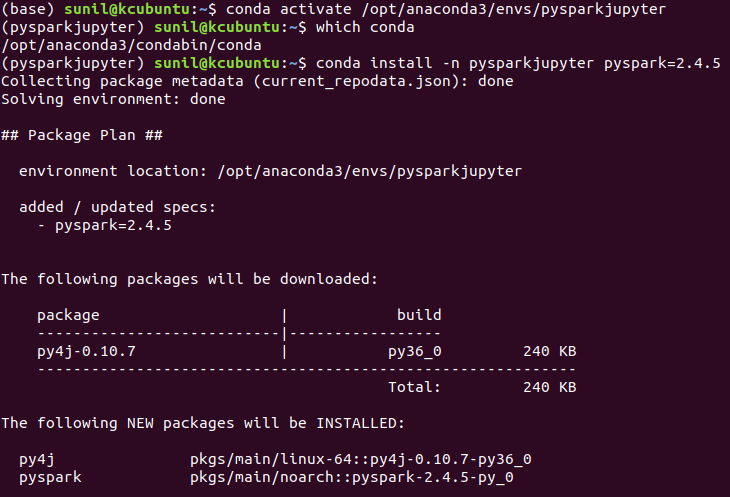 (base) sunil@kcubuntu:~$ conda activate /opt/anaconda3/envs/pysparkjupyter
(pysparkjupyter) sunil@kcubuntu:~$ which conda
/opt/anaconda3/condabin/conda
(pysparkjupyter) sunil@kcubuntu:~$ conda install -n pysparkjupyter pyspark=2.4.5
Collecting package metadata (current_repodata.json): done
Solving environment: done
## Package Plan ##
  environment location: /opt/anaconda3/envs/pysparkjupyter
  added / updated specs:
    - pyspark=2.4.5
The following packages will be downloaded:
    package                    |            build
    ---------------------------|-----------------
    py4j-0.10.7                |           py36_0         240 KB
    ------------------------------------------------------------
                                           Total:         240 KB
The following NEW packages will be INSTALLED:
  py4j               pkgs/main/linux-64::py4j-0.10.7-py36_0
  pyspark            pkgs/main/noarch::pyspark-2.4.5-py_0